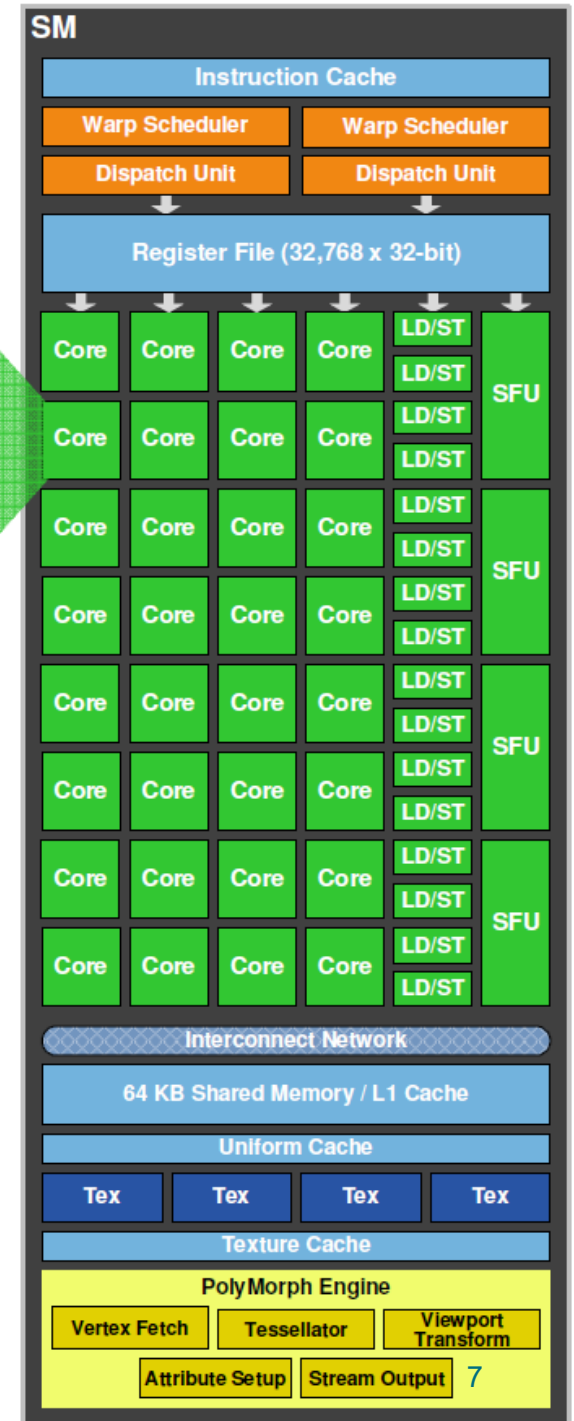 SM
Instruction Cache
Warp Scheduler Warp Scheduler
Dispatch Unit Dispatch Unit
Register File (32,768 x 32-bit)
Core Core Core Core LD/ST SFU
LD/ST
Core Core Core Core LD/ST
LD/ST
Core Core Core Core LD/ST SFU
LD/ST
Core Core Core Core LD/ST
LD/ST
Core Core Core Core LD/ST SFU
LD/ST
Core Core Core Core LD/ST
LD/ST
Core Core Core Core LD/ST SFU
LD/ST
Core Core Core Core LD/ST
LD/ST
Interconnect Network
64 KB Shared Memory / L1 Cache
Uniform Cache
Tex Tex Tex Tex
Texture Cache
PolyMorph Engine
Vertex Fetch Tessellator Viewport
Transform
Attribute Setup Stream Output 7